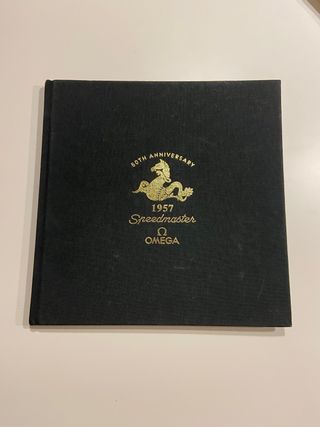 50TH ANNIVERSARY
1957
Speedmaster
Ω
OMEGA